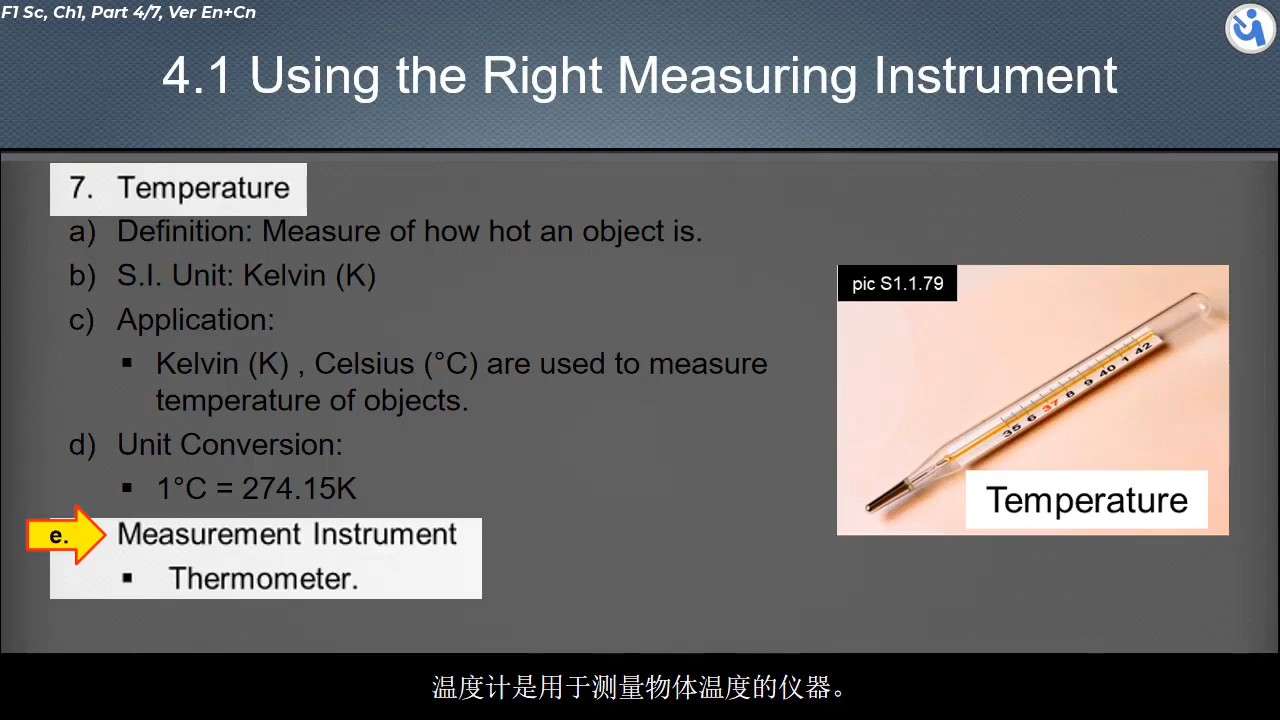 F1 Sc, Ch1, Part 4/7, Ver En+Cn
4.1 Using the Right Measuring Instrument
7. Temperature
a) Definition: Measure of how hot an object is.
b) S.I. Unit: Kelvin (K)
c) Application:
▪ Kelvin (K) , Celsius (°C) are used to measure
temperature of objects.
d) Unit Conversion:
▪ 1°C = 274.15K
e. Measurement Instrument
▪ Thermometer.
pic S1.1.79
35 6 37 8 9 40 1 42
Temperature
温度计是用于测量物体温度的仪器。